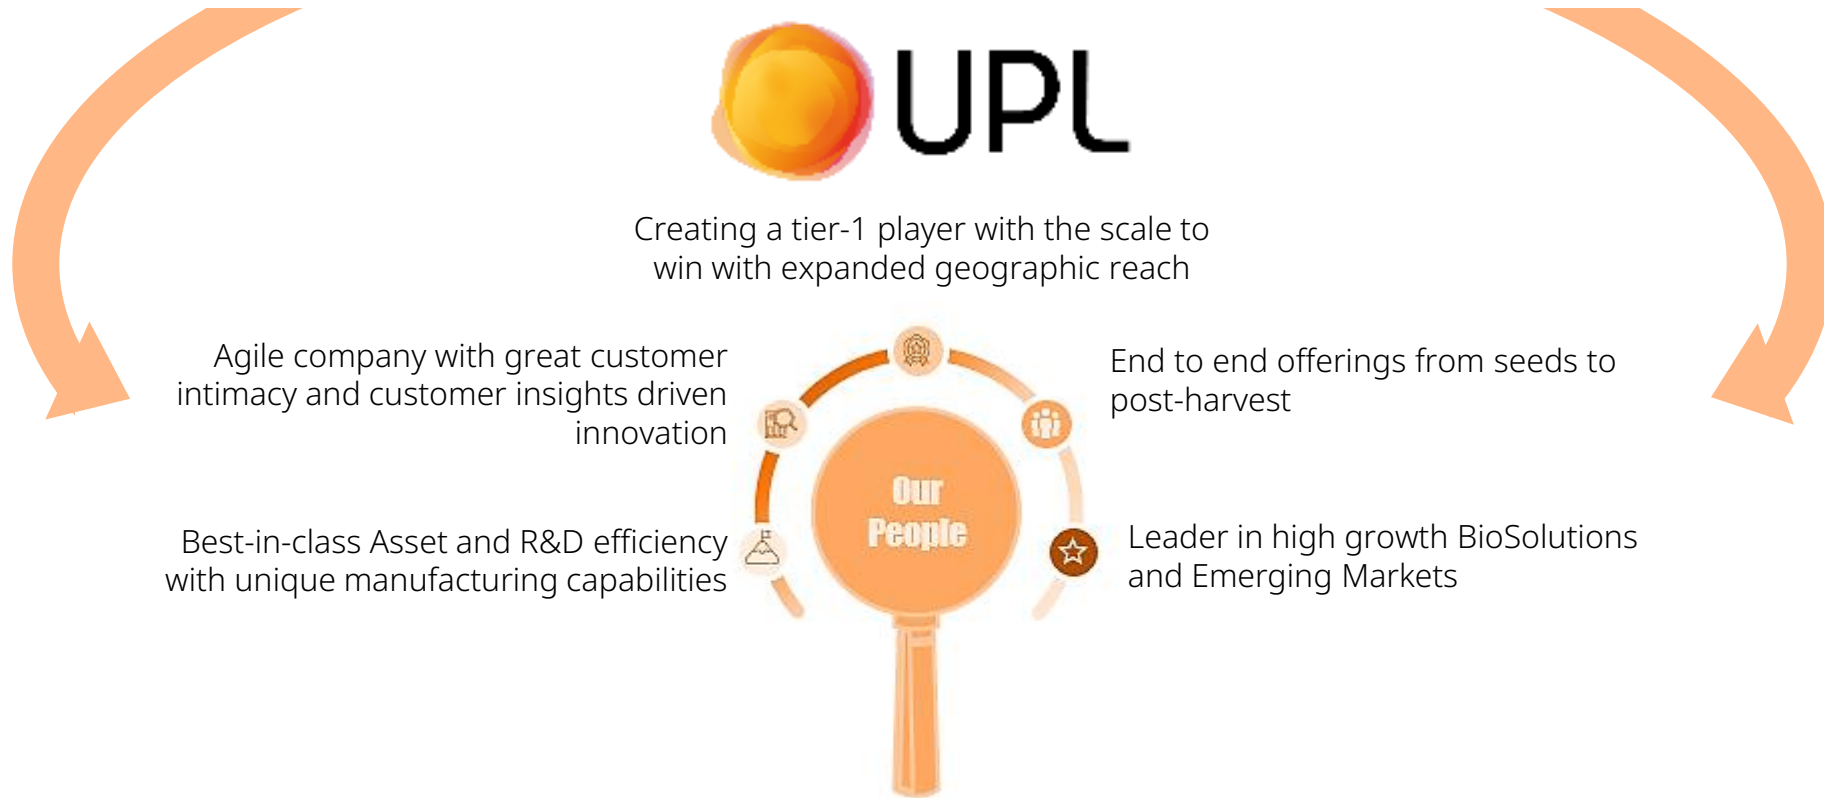 UPL
Creating a tier-1 player with the scale to
win with expanded geographic reach
Agile company with great customer
intimacy and customer insights driven
innovation
End to end offerings from seeds to
post-harvest
Our
People
Best-in-class Asset and R&D efficiency
with unique manufacturing capabilities
Leader in high growth BioSolutions
and Emerging Markets